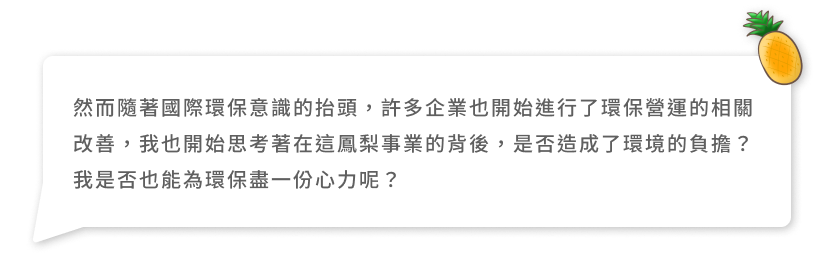 然而隨著國際環保意識的抬頭，許多企業也開始進行了環保營運的相關
改善，我也開始思考著在這鳳梨事業的背後，是否造成了環境的負擔？
我是否也能為環保盡一份心力呢？